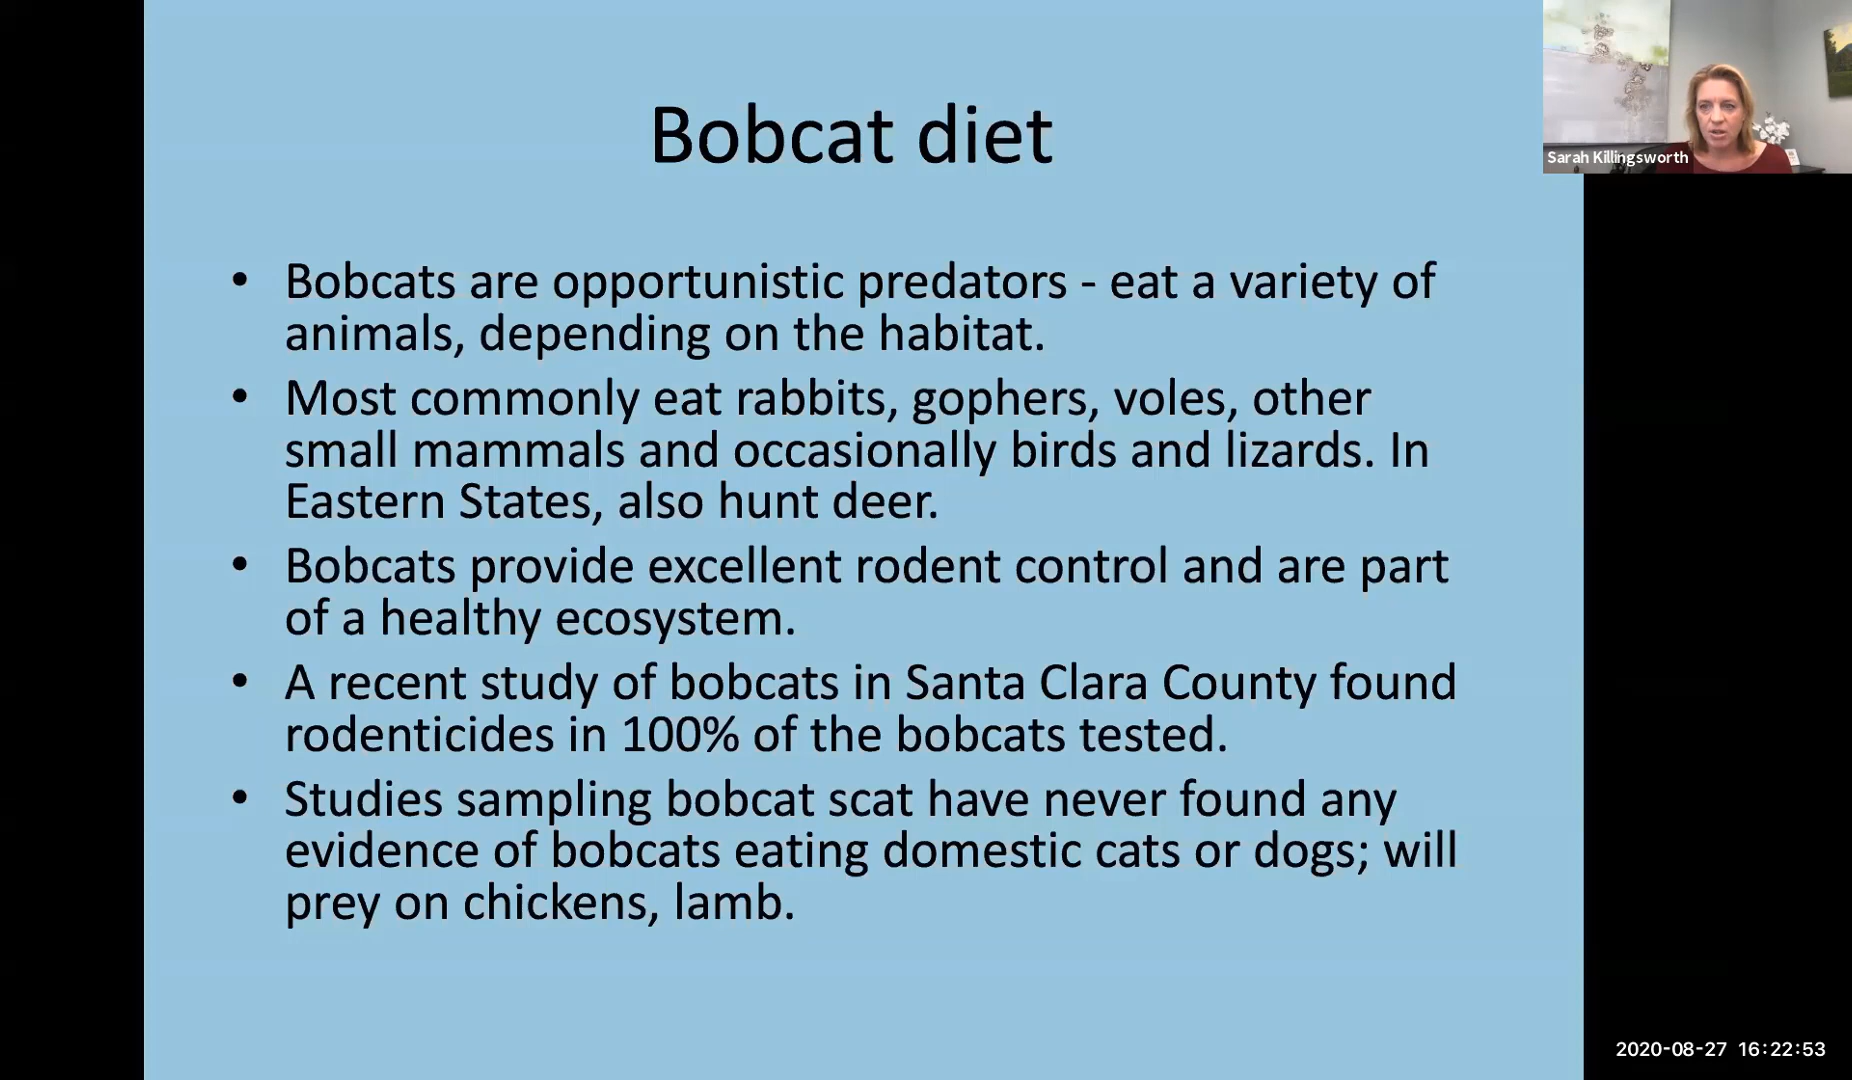 Bobcat diet
Sarah Killingsworth
• Bobcats are opportunistic predators - eat a variety of
animals, depending on the habitat.
• Most commonly eat rabbits, gophers, voles, other
small mammals and occasionally birds and lizards. In
Eastern States, also hunt deer.
• Bobcats provide excellent rodent control and are part
of a healthy ecosystem.
• A recent study of bobcats in Santa Clara County found
rodenticides in 100% of the bobcats tested.
• Studies sampling bobcat scat have never found any
evidence of bobcats eating domestic cats or dogs; will
prey on chickens, lamb.
2020-08-27 16:22:53